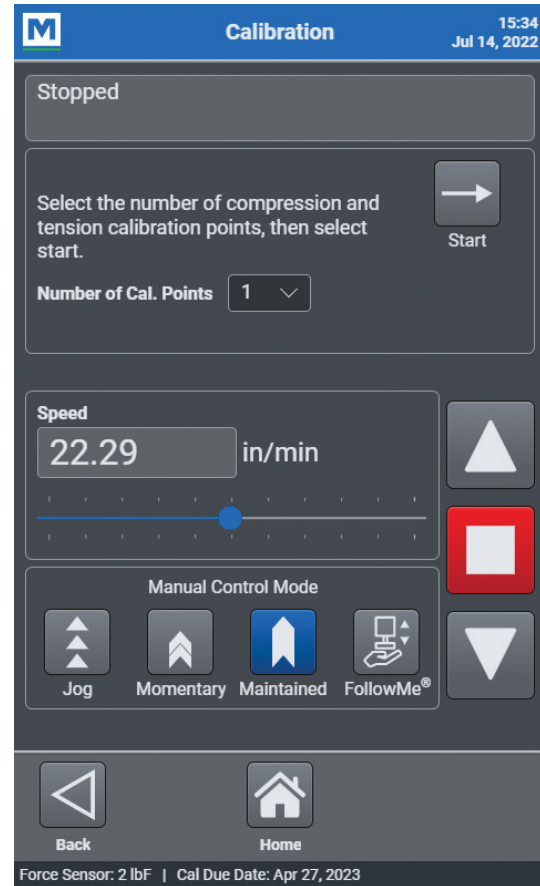 M
Calibration
15:34
Jul 14, 2022
Stopped
Select the number of compression and
tension calibration points, then select
start.
Start
Number of Cal. Points 1
Speed
22.29 in/min
Manual Control Mode
Jog Momentary Maintained FollowMe®
Back Home
Force Sensor: 2 lbF | Cal Due Date: Apr 27, 2023